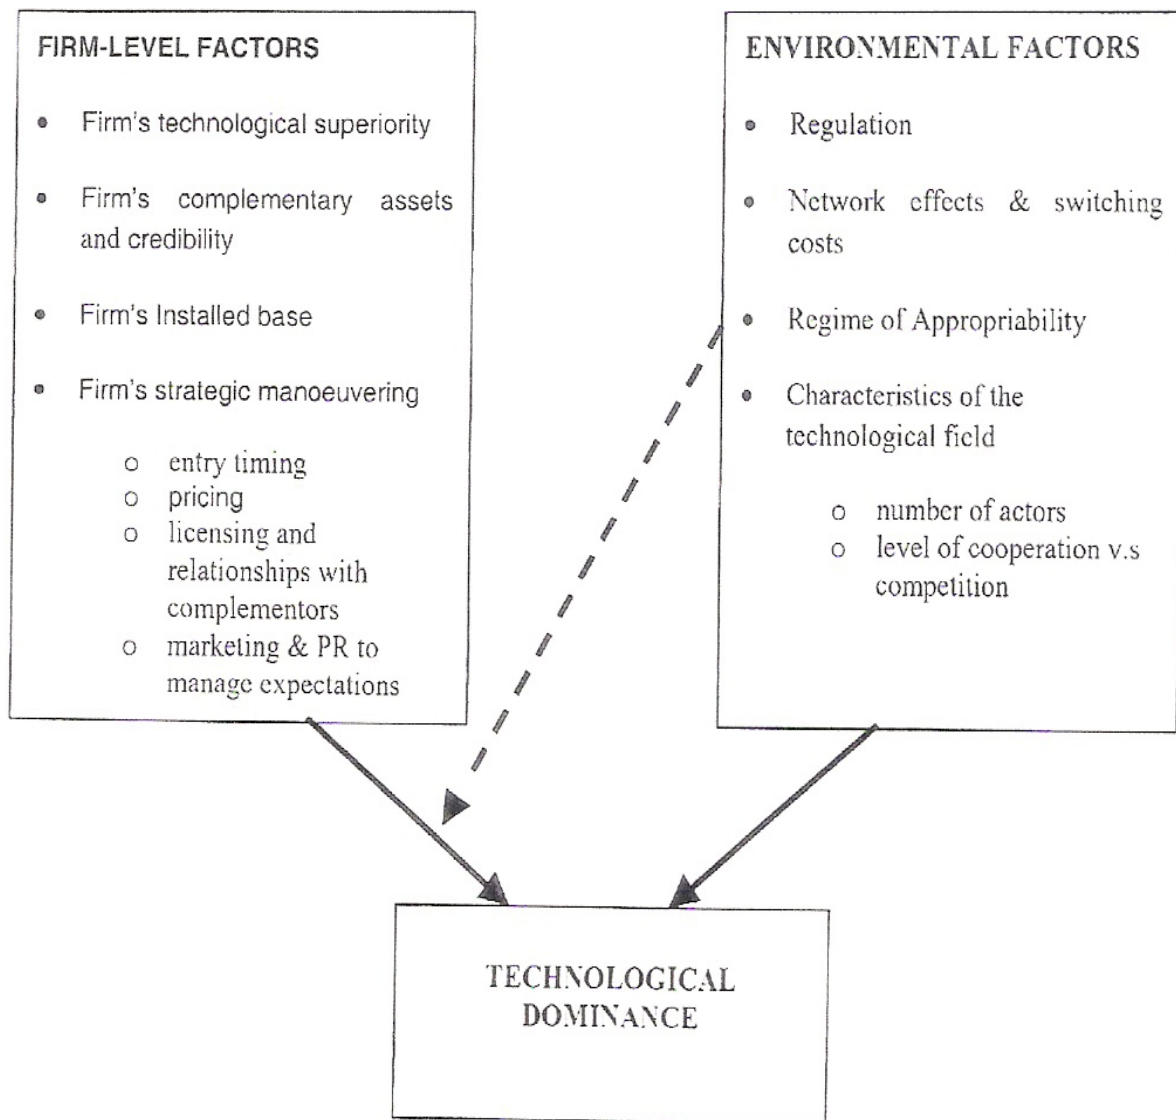 FIRM-LEVEL FACTORS
• Firm's technological superiority
• Firm's complementary assets
and credibility
• Firm's Installed base
• Firm's strategic manoeuvering
o entry timing
o pricing
o licensing and
relationships with
complementors
o marketing & PR to
manage expectations
ENVIRONMENTAL FACTORS
• Regulation
• Network effects & switching
costs
• Regime of Appropriability
• Characteristics of the
technological field
o number of actors
o level of cooperation v.s
competition
TECHNOLOGICAL
DOMINANCE